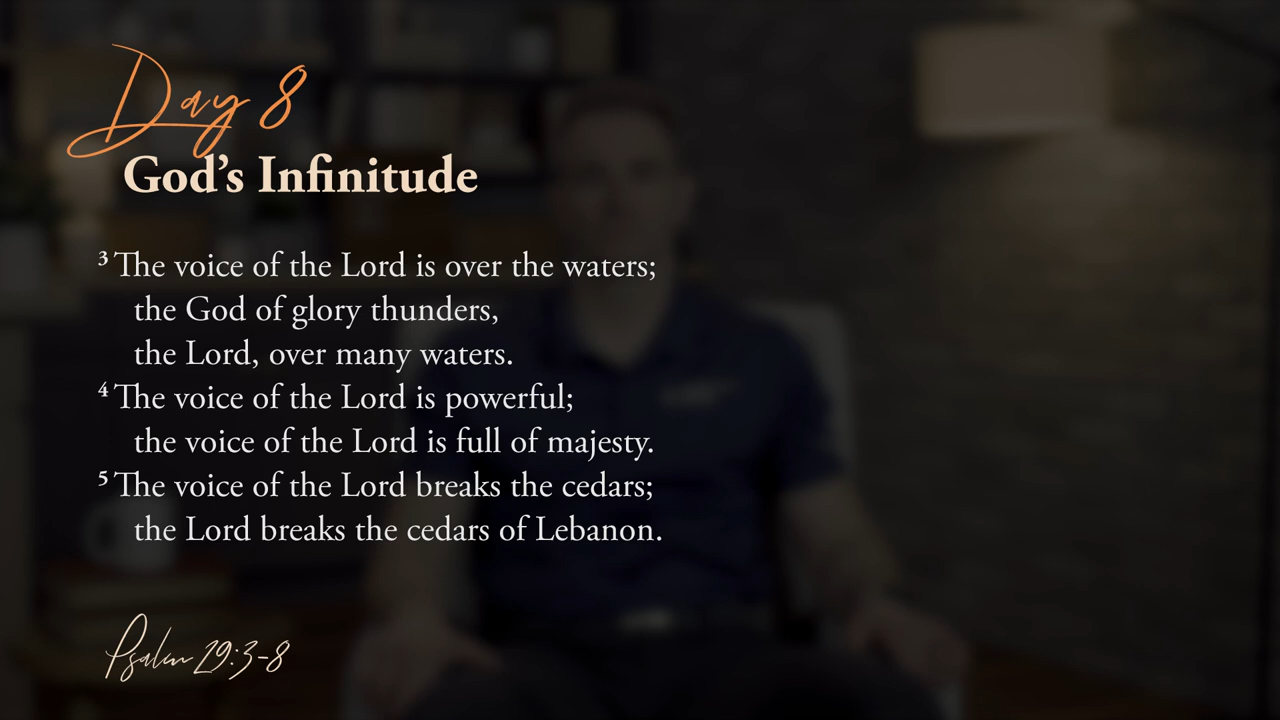 Day 8
God's Infinitude
³ The voice of the Lord is over the waters;
the God of glory thunders,
the Lord, over many waters.
⁴ The voice of the Lord is powerful;
the voice of the Lord is full of majesty.
⁵ The voice of the Lord breaks the cedars;
the Lord breaks the cedars of Lebanon.
Psalm 29:3-8